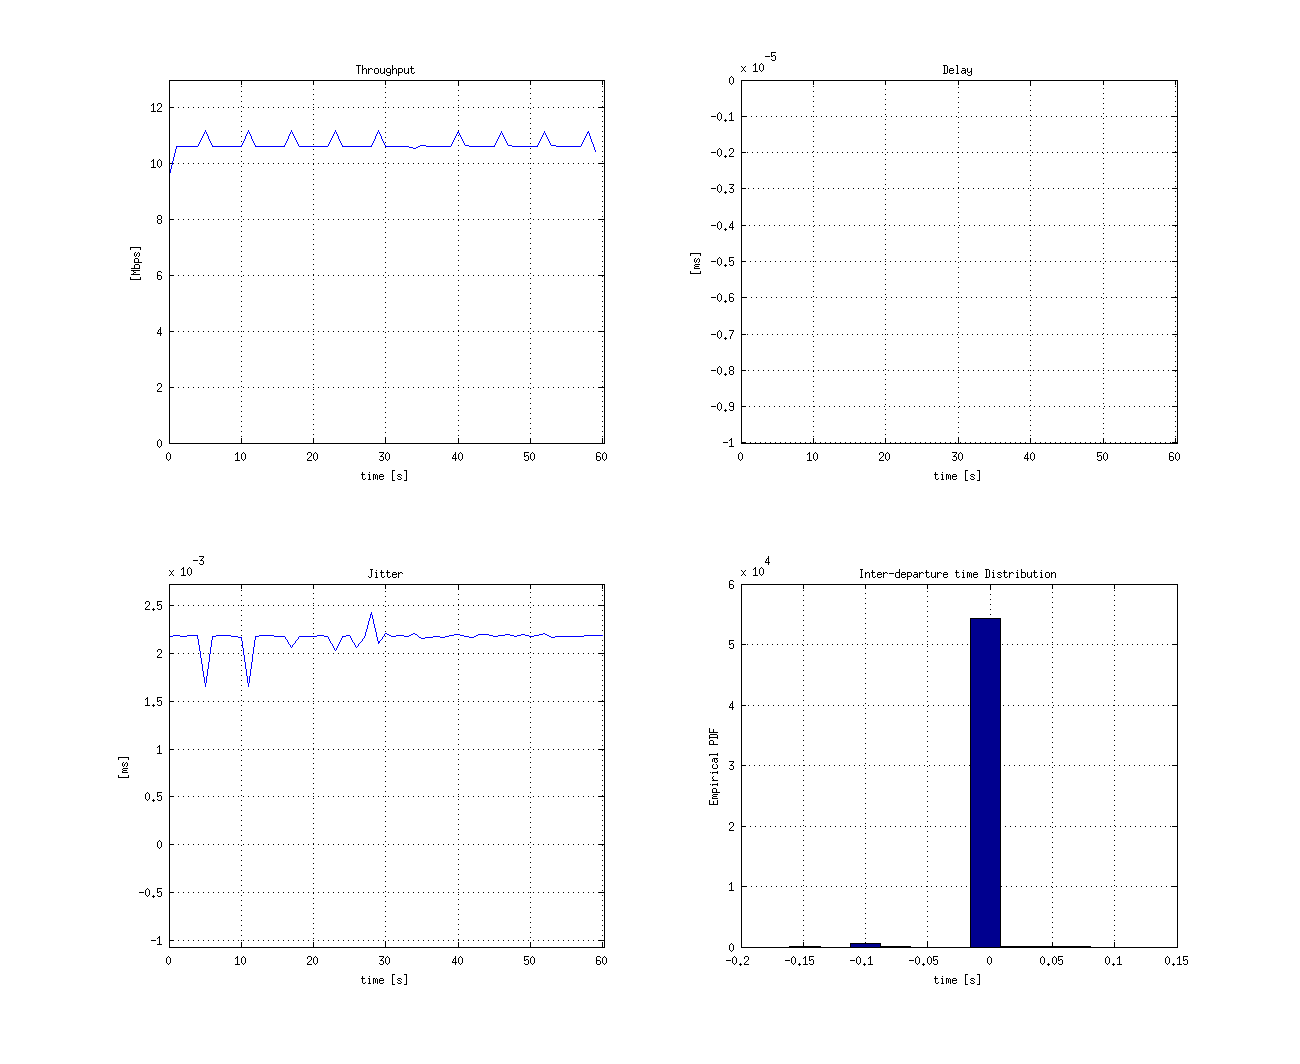 Throughput
12
10
8
6
4
2
0
[Mbps]
0 10 20 30 40 50 60
time [s]
x 10^-5
Delay
0
-0.1
-0.2
-0.3
-0.4
-0.5
-0.6
-0.7
-0.8
-0.9
-1
[ms]
0 10 20 30 40 50 60
time [s]
x 10^-3
Jitter
2.5
2
1.5
1
0.5
0
-0.5
-1
[ms]
0 10 20 30 40 50 60
time [s]
x 10^4
Inter-departure time Distribution
6
5
4
3
2
1
0
Empirical PDF
-0.2 -0.15 -0.1 -0.05 0 0.05 0.1 0.15
time [s]